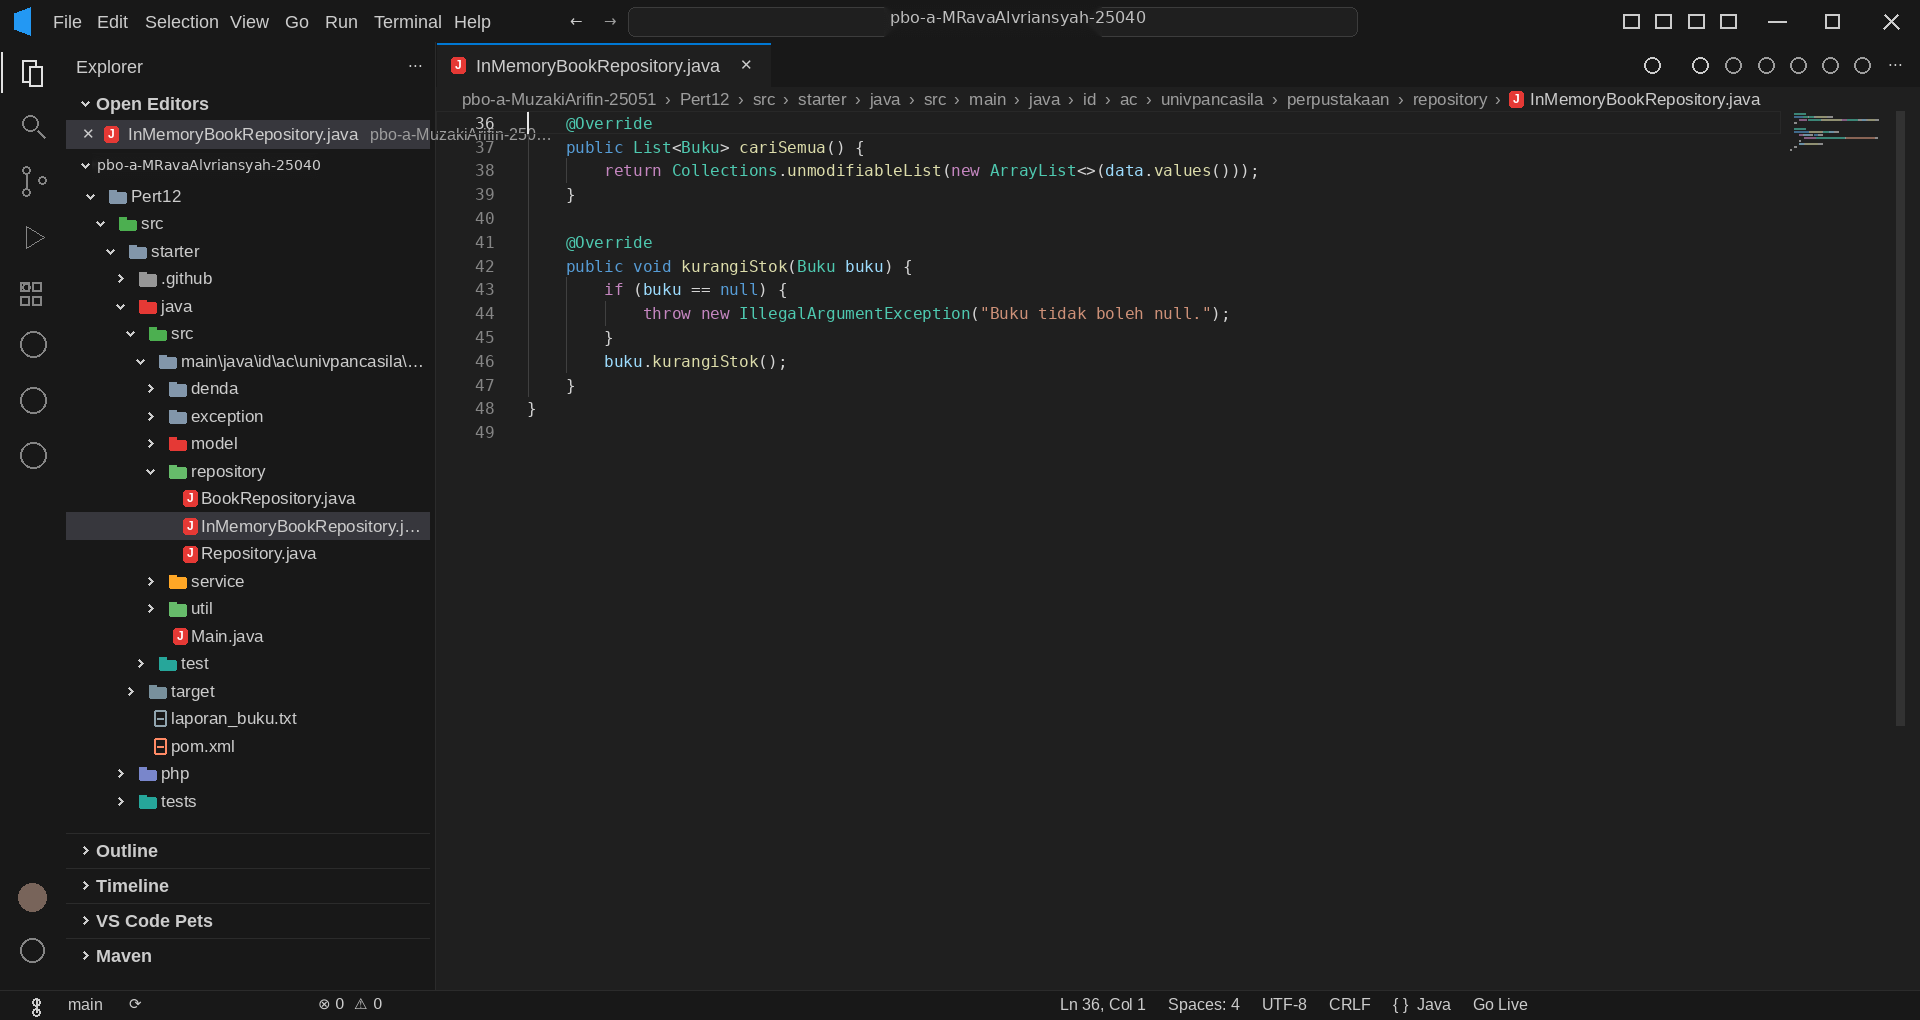 File Edit Selection View Go Run Terminal Help ← → pbo-a-MRavaAlvriansyah-25040
Explorer ...
Open Editors
× J InMemoryBookRepository.java pbo-a-MuzakiArifin-250...
pbo-a-MRavaAlvriansyah-25040
Pert12
src
starter
.github
java
src
main\java\id\ac\univpancasila\...
denda
exception
model
repository
J BookRepository.java
J InMemoryBookRepository.j...
J Repository.java
service
util
J Main.java
test
target
laporan_buku.txt
pom.xml
php
tests
Outline
Timeline
VS Code Pets
Maven
J InMemoryBookRepository.java × ...
pbo-a-MuzakiArifin-25051 › Pert12 › src › starter › java › src › main › java › id › ac › univpancasila › perpustakaan › repository › J InMemoryBookRepository.java
36 @Override
37 public List<Buku> cariSemua() {
38 return Collections.unmodifiableList(new ArrayList<>(data.values()));
39 }
40
41 @Override
42 public void kurangiStok(Buku buku) {
43 if (buku == null) {
44 throw new IllegalArgumentException("Buku tidak boleh null.");
45 }
46 buku.kurangiStok();
47 }
48 }
49
main ⟳ ⊗ 0 ⚠ 0 Ln 36, Col 1 Spaces: 4 UTF-8 CRLF { } Java Go Live